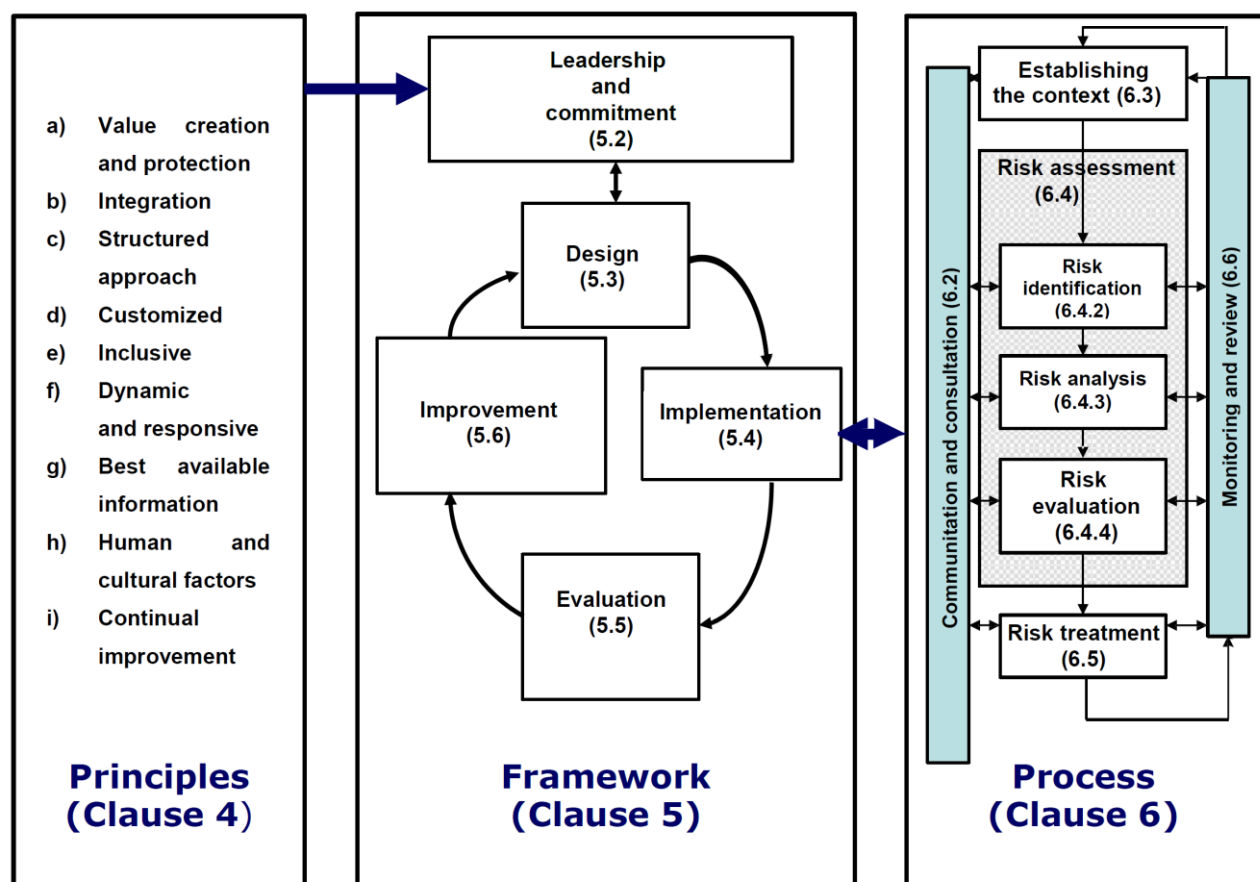 a) Value creation
and protection
b) Integration
c) Structured
approach
d) Customized
e) Inclusive
f) Dynamic
and responsive
g) Best available
information
h) Human and
cultural factors
i) Continual
improvement
Principles
(Clause 4)
Leadership
and
commitment
(5.2)
Design
(5.3)
Improvement
(5.6)
Implementation
(5.4)
Evaluation
(5.5)
Framework
(Clause 5)
Establishing
the context (6.3)
Risk assessment
(6.4)
Risk
identification
(6.4.2)
Risk analysis
(6.4.3)
Risk
evaluation
(6.4.4)
Risk treatment
(6.5)
Communitation and consultation (6.2)
Monitoring and review (6.6)
Process
(Clause 6)